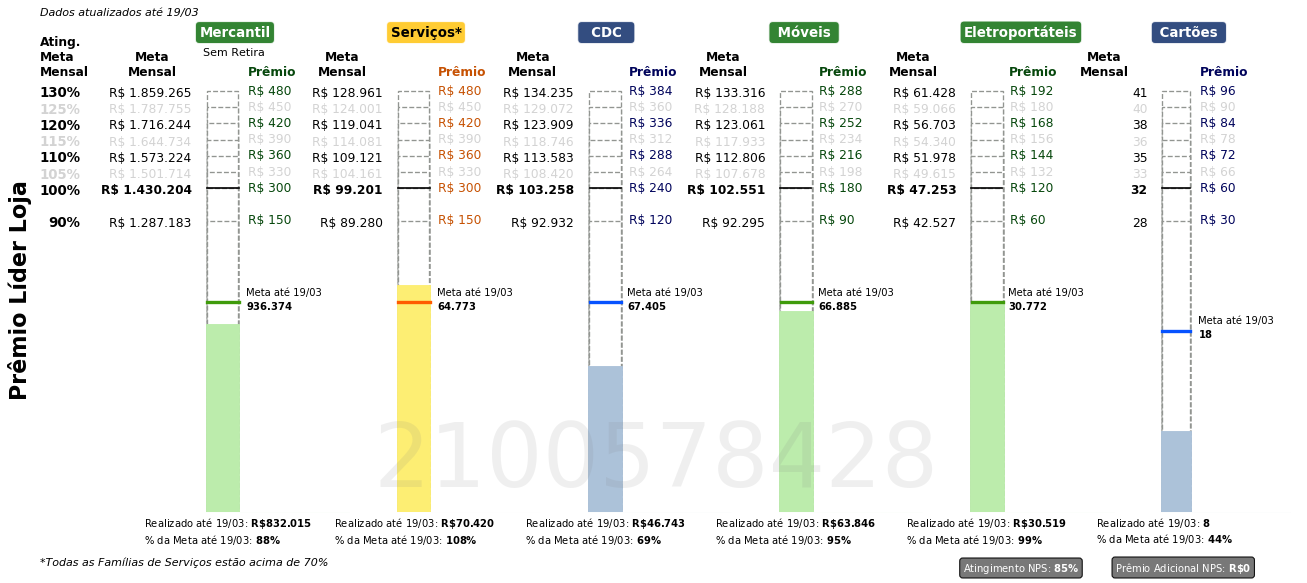 Dados atualizados até 19/03
Mercantil Serviços* CDC Móveis Eletroportáteis Cartões
Sem Retira
Ating. Meta Mensal Meta Mensal Prêmio Meta Mensal Prêmio Meta Mensal Prêmio Meta Mensal Prêmio Meta Mensal Prêmio Meta Mensal Prêmio
130% R$ 1.859.265 R$ 480 R$ 128.961 R$ 480 R$ 134.235 R$ 384 R$ 133.316 R$ 288 R$ 61.428 R$ 192 41 R$ 96
125% R$ 1.787.755 R$ 450 R$ 124.001 R$ 450 R$ 129.072 R$ 360 R$ 128.188 R$ 270 R$ 59.066 R$ 180 40 R$ 90
120% R$ 1.716.244 R$ 420 R$ 119.041 R$ 420 R$ 123.909 R$ 336 R$ 123.061 R$ 252 R$ 56.703 R$ 168 38 R$ 84
115% R$ 1.644.734 R$ 390 R$ 114.081 R$ 390 R$ 118.746 R$ 312 R$ 117.933 R$ 234 R$ 54.340 R$ 156 36 R$ 78
110% R$ 1.573.224 R$ 360 R$ 109.121 R$ 360 R$ 113.583 R$ 288 R$ 112.806 R$ 216 R$ 51.978 R$ 144 35 R$ 72
105% R$ 1.501.714 R$ 330 R$ 104.161 R$ 330 R$ 108.420 R$ 264 R$ 107.678 R$ 198 R$ 49.615 R$ 132 33 R$ 66
100% R$ 1.430.204 R$ 300 R$ 99.201 R$ 300 R$ 103.258 R$ 240 R$ 102.551 R$ 180 R$ 47.253 R$ 120 32 R$ 60
90% R$ 1.287.183 R$ 150 R$ 89.280 R$ 150 R$ 92.932 R$ 120 R$ 92.295 R$ 90 R$ 42.527 R$ 60 28 R$ 30
Prêmio Líder Loja
Meta até 19/03 Meta até 19/03 Meta até 19/03 Meta até 19/03 Meta até 19/03
936.374 64.773 67.405 66.885 30.772
Meta até 19/03
18
2100578428
Realizado até 19/03: R$832.015 Realizado até 19/03: R$70.420 Realizado até 19/03: R$46.743 Realizado até 19/03: R$63.846 Realizado até 19/03: R$30.519 Realizado até 19/03: 8
% da Meta até 19/03: 88% % da Meta até 19/03: 108% % da Meta até 19/03: 69% % da Meta até 19/03: 95% % da Meta até 19/03: 99% % da Meta até 19/03: 44%
*Todas as Famílias de Serviços estão acima de 70%
Atingimento NPS: 85% Prêmio Adicional NPS: R$0